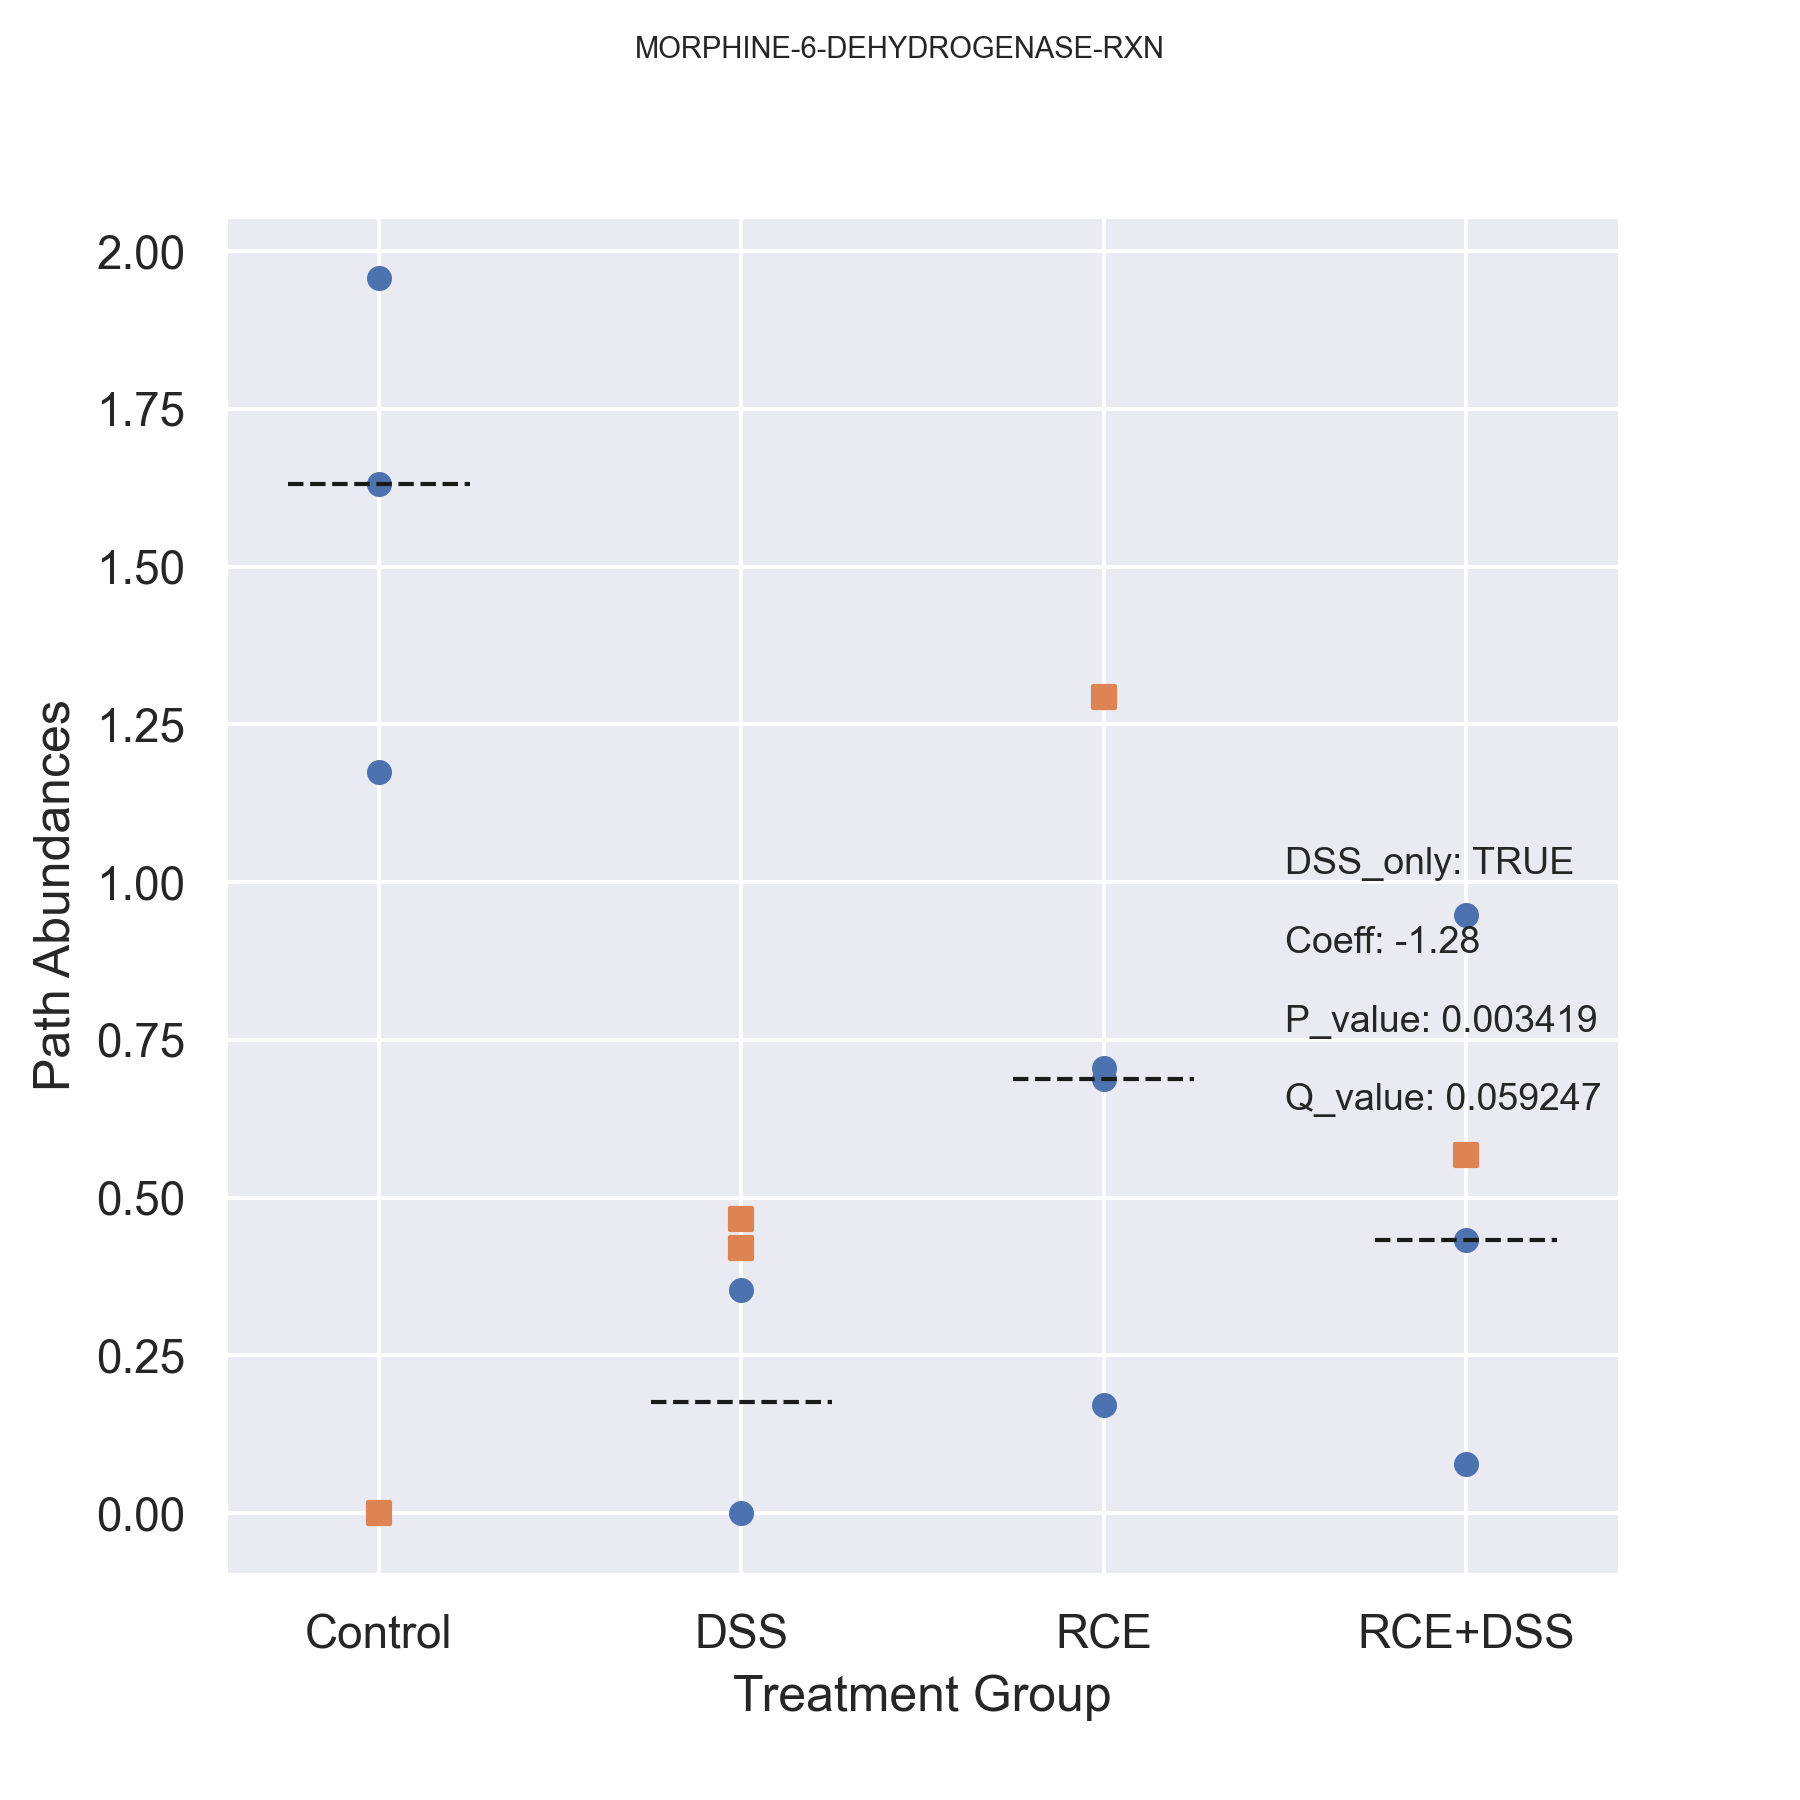 MORPHINE-6-DEHYDROGENASE-RXN
2.00
1.75
1.50
1.25
1.00
0.75
0.50
0.25
0.00
Path Abundances
DSS_only: TRUE
Coeff: -1.28
P_value: 0.003419
Q_value: 0.059247
Control DSS RCE RCE+DSS
Treatment Group